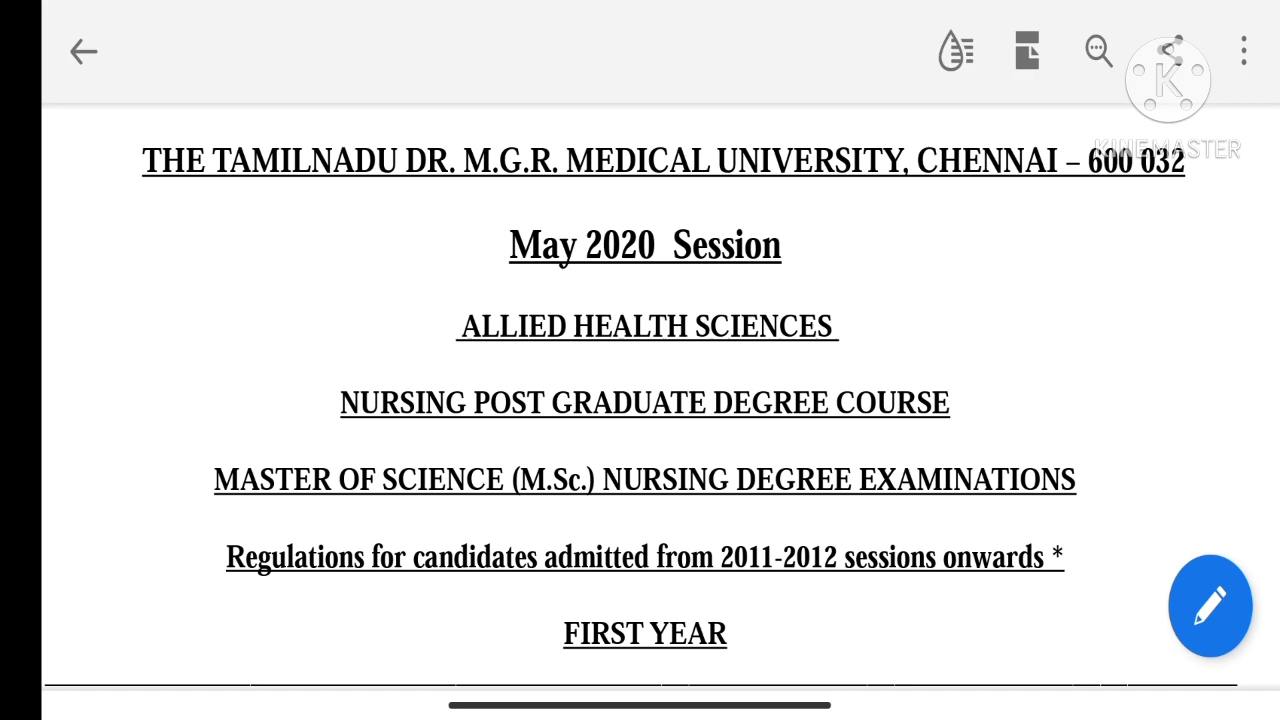 K
KINEMASTER
THE TAMILNADU DR. M.G.R. MEDICAL UNIVERSITY, CHENNAI – 600 032
May 2020 Session
ALLIED HEALTH SCIENCES
NURSING POST GRADUATE DEGREE COURSE
MASTER OF SCIENCE (M.Sc.) NURSING DEGREE EXAMINATIONS
Regulations for candidates admitted from 2011-2012 sessions onwards *
FIRST YEAR